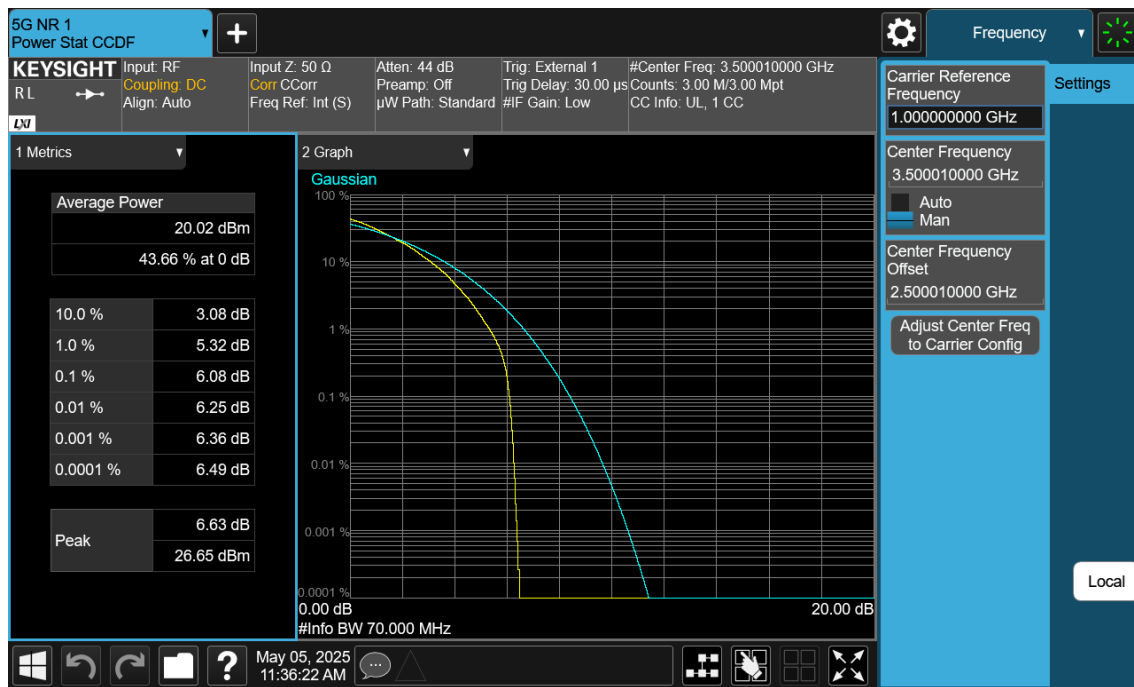 5G NR 1
Power Stat CCDF
+
Frequency
KEYSIGHT
RL
LXI
Input: RF
Coupling: DC
Align: Auto
Input Z: 50 Ω
Corr CCorr
Freq Ref: Int (S)
Atten: 44 dB
Preamp: Off
µW Path: Standard
Trig: External 1
Trig Delay: 30.00 µs
#IF Gain: Low
#Center Freq: 3.500010000 GHz
Counts: 3.00 M/3.00 Mpt
CC Info: UL, 1 CC
1 Metrics
Average Power
20.02 dBm
43.66 % at 0 dB
10.0 % 3.08 dB
1.0 % 5.32 dB
0.1 % 6.08 dB
0.01 % 6.25 dB
0.001 % 6.36 dB
0.0001 % 6.49 dB
Peak
6.63 dB
26.65 dBm
2 Graph
Gaussian
100 %
10 %
1 %
0.1 %
0.01 %
0.001 %
0.0001 %
0.00 dB 20.00 dB
#Info BW 70.000 MHz
Carrier Reference
Frequency
1.000000000 GHz
Center Frequency
3.500010000 GHz
Auto
Man
Center Frequency
Offset
2.500010000 GHz
Adjust Center Freq
to Carrier Config
Settings
Local
?
May 05, 2025
11:36:22 AM